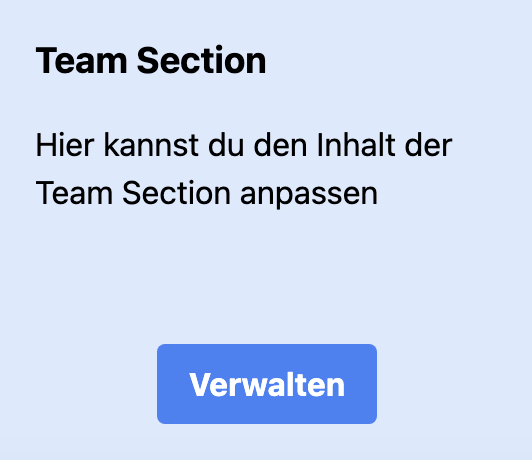 Team Section
Hier kannst du den Inhalt der
Team Section anpassen
Verwalten